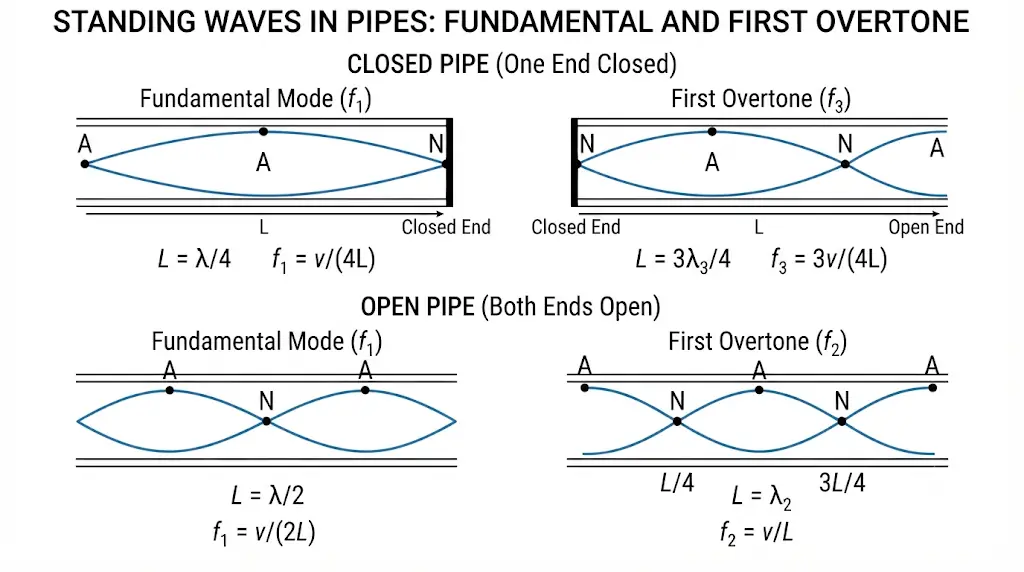 STANDING WAVES IN PIPES: FUNDAMENTAL AND FIRST OVERTONE
CLOSED PIPE (One End Closed)
Fundamental Mode (f₁)
A
A
N
L
Closed End
L = λ/4 f₁ = v/(4L)
First Overtone (f₃)
N
A
N
A
Closed End
L
Open End
L = 3λ₃/4 f₃ = 3v/(4L)
OPEN PIPE (Both Ends Open)
Fundamental Mode (f₁)
A
N
A
L = λ/2
f₁ = v/(2L)
First Overtone (f₂)
A
N
A
N
A
L/4
L = λ₂
3L/4
f₂ = v/L